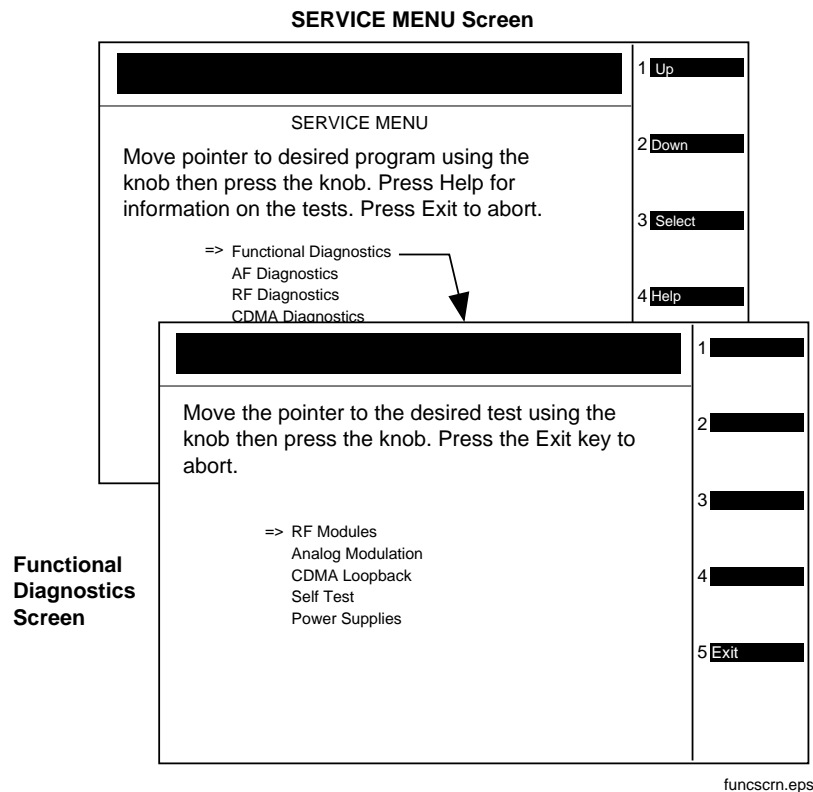 SERVICE MENU Screen
1 Up
SERVICE MENU
2 Down
Move pointer to desired program using the
knob then press the knob. Press Help for
information on the tests. Press Exit to abort.
3 Select
=> Functional Diagnostics
AF Diagnostics
RF Diagnostics
4 Help
CDMA Diagnostics
1
Move the pointer to the desired test using the
knob then press the knob. Press the Exit key to
abort.
2
3
=> RF Modules
Analog Modulation
CDMA Loopback
Self Test
Power Supplies
4
5 Exit
Functional
Diagnostics
Screen
funcscrn.eps